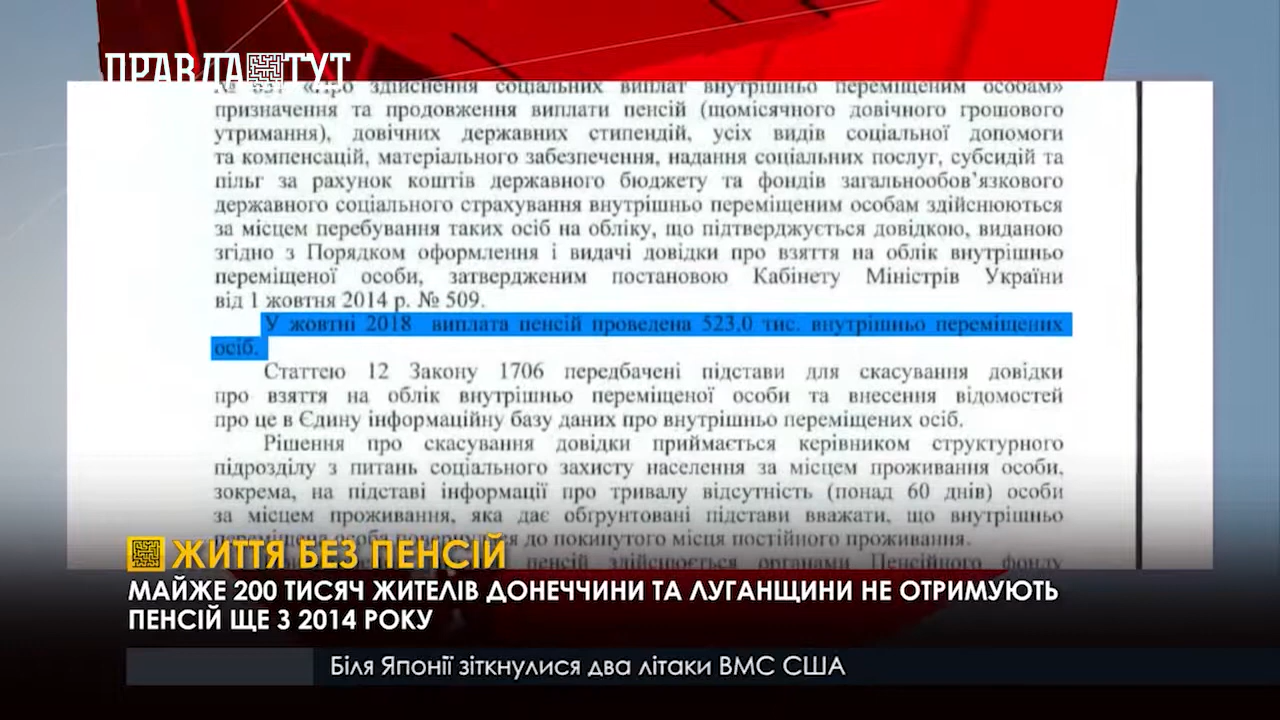 ПРАВДА ТУТ
здійснення соціальних виплат внутрішньо переміщеним особам»
призначення та продовження виплати пенсій (щомісячного довічного грошового
утримання), довічних державних стипендій, усіх видів соціальної допомоги
та компенсацій, матеріального забезпечення, надання соціальних послуг, субсидій та
пільг за рахунок коштів державного бюджету та фондів загальнообов’язкового
державного соціального страхування внутрішньо переміщеним особам здійснюються
за місцем перебування таких осіб на обліку, що підтверджується довідкою, виданою
згідно з Порядком оформлення і видачі довідки про взяття на облік внутрішньо
переміщеної особи, затвердженим постановою Кабінету Міністрів України
від 1 жовтня 2014 р. № 509.
У жовтні 2018 виплата пенсій проведена 523,0 тис. внутрішньо переміщених
осіб.
Статтею 12 Закону 1706 передбачені підстави для скасування довідки
про взяття на облік внутрішньо переміщеної особи та внесення відомостей
про це в Єдину інформаційну базу даних про внутрішньо переміщених осіб.
Рішення про скасування довідки приймається керівником структурного
підрозділу з питань соціального захисту населення за місцем проживання особи,
зокрема, на підставі інформації про тривалу відсутність (понад 60 днів) особи
за місцем проживання, яка дає обґрунтовані підстави вважати, що внутрішньо
до покинутого місця постійного проживання.
пенсій здійснюється органами Пенсійного фонду
ЖИТТЯ БЕЗ ПЕНСІЙ
МАЙЖЕ 200 ТИСЯЧ ЖИТЕЛІВ ДОНЕЧЧИНИ ТА ЛУГАНЩИНИ НЕ ОТРИМУЮТЬ
ПЕНСІЙ ЩЕ З 2014 РОКУ
Біля Японії зіткнулися два літаки ВМС США